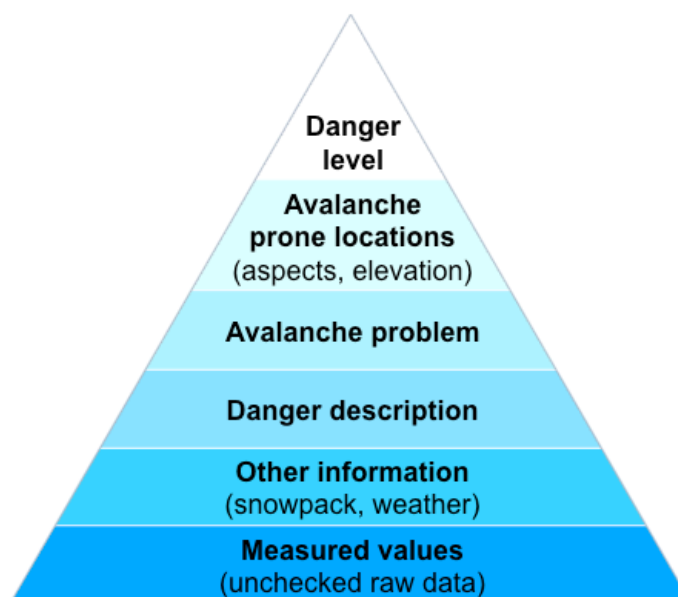 Danger
level
Avalanche
prone locations
(aspects, elevation)
Avalanche problem
Danger description
Other information
(snowpack, weather)
Measured values
(unchecked raw data)